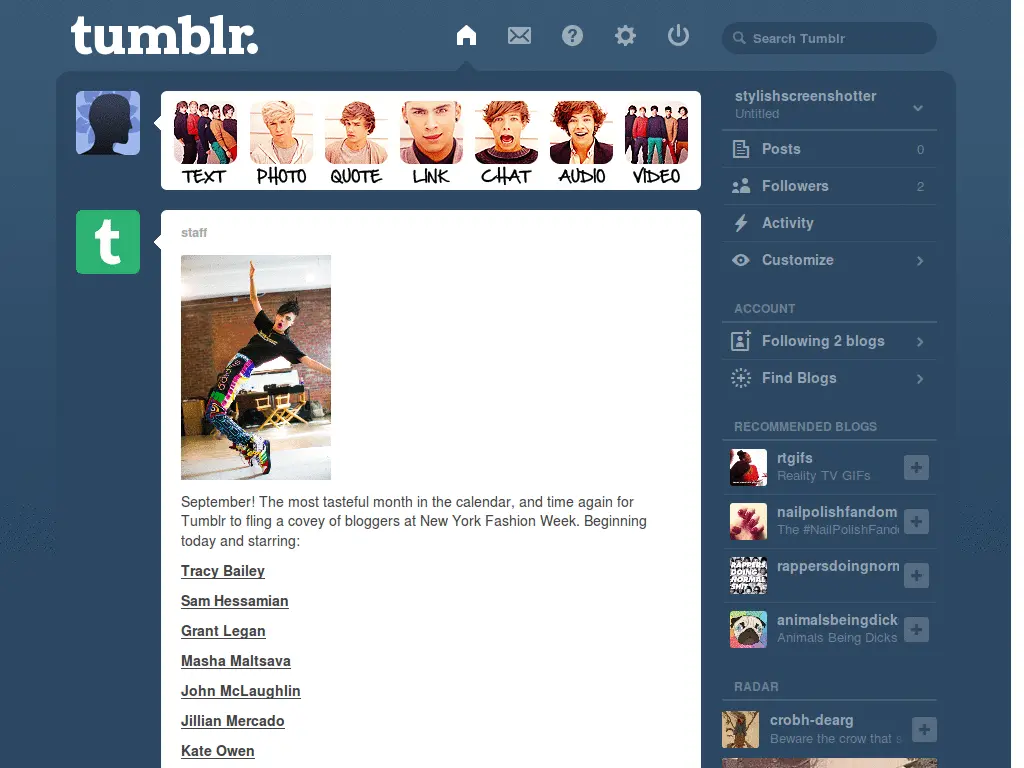 tumblr.
Search Tumblr
TEXT PHOTO QUOTE LINK CHAT AUDIO VIDEO
t
staff
September! The most tasteful month in the calendar, and time again for
Tumblr to fling a covey of bloggers at New York Fashion Week. Beginning
today and starring:
Tracy Bailey
Sam Hessamian
Grant Legan
Masha Maltsava
John McLaughlin
Jillian Mercado
Kate Owen
stylishscreenshotter
Untitled
Posts 0
Followers 2
Activity
Customize
ACCOUNT
Following 2 blogs
Find Blogs
RECOMMENDED BLOGS
rtgifs
Reality TV GIFs
nailpolishfandom
The #NailPolishFand
RAPPERS
DOING
NORMAL
SHIT
rappersdoingnorm
animalsbeingdick
Animals Being Dicks
RADAR
crobh-dearg
Beware the crow that s